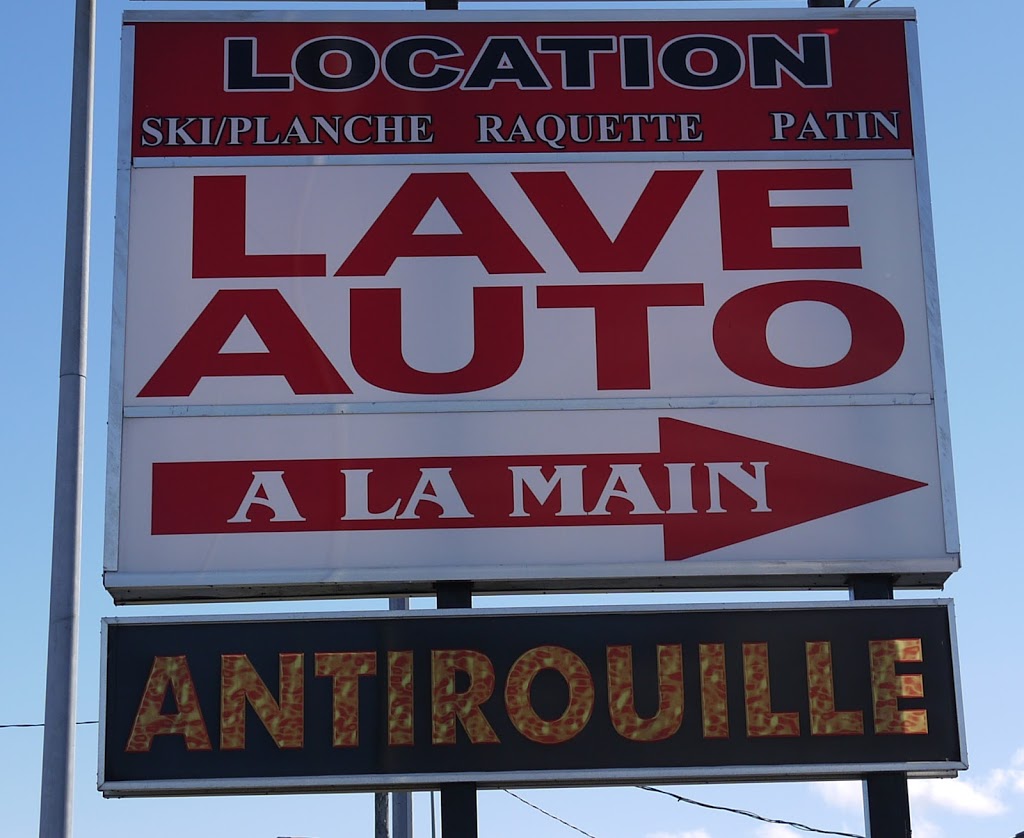 LOCATION
SKI/PLANCHE RAQUETTE PATIN
LAVE
AUTO
A LA MAIN
ANTIROUILLE